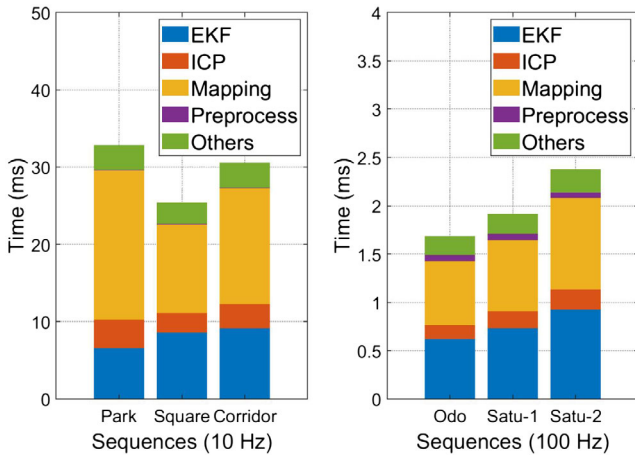 50
40
30
20
10
0
Time (ms)
EKF
ICP
Mapping
Preprocess
Others
Park Square Corridor
Sequences (10 Hz)
4
3.5
3
2.5
2
1.5
1
0.5
0
Time (ms)
EKF
ICP
Mapping
Preprocess
Others
Odo Satu-1 Satu-2
Sequences (100 Hz)